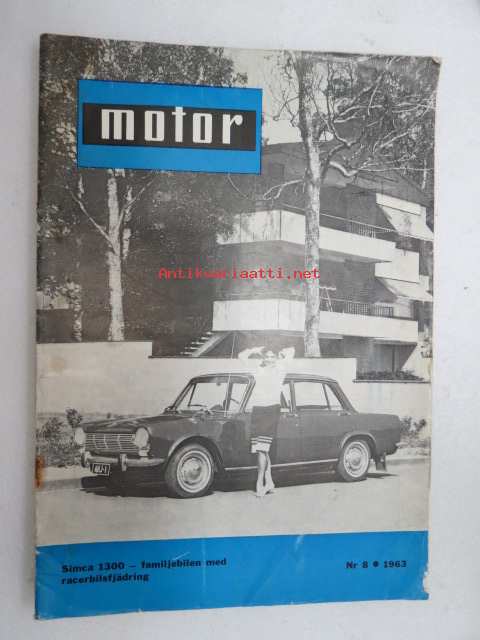 motor
Antikvariaatti.net
Simca 1300 – familjebilen med
racerbilsfjädring
Nr 8 • 1963